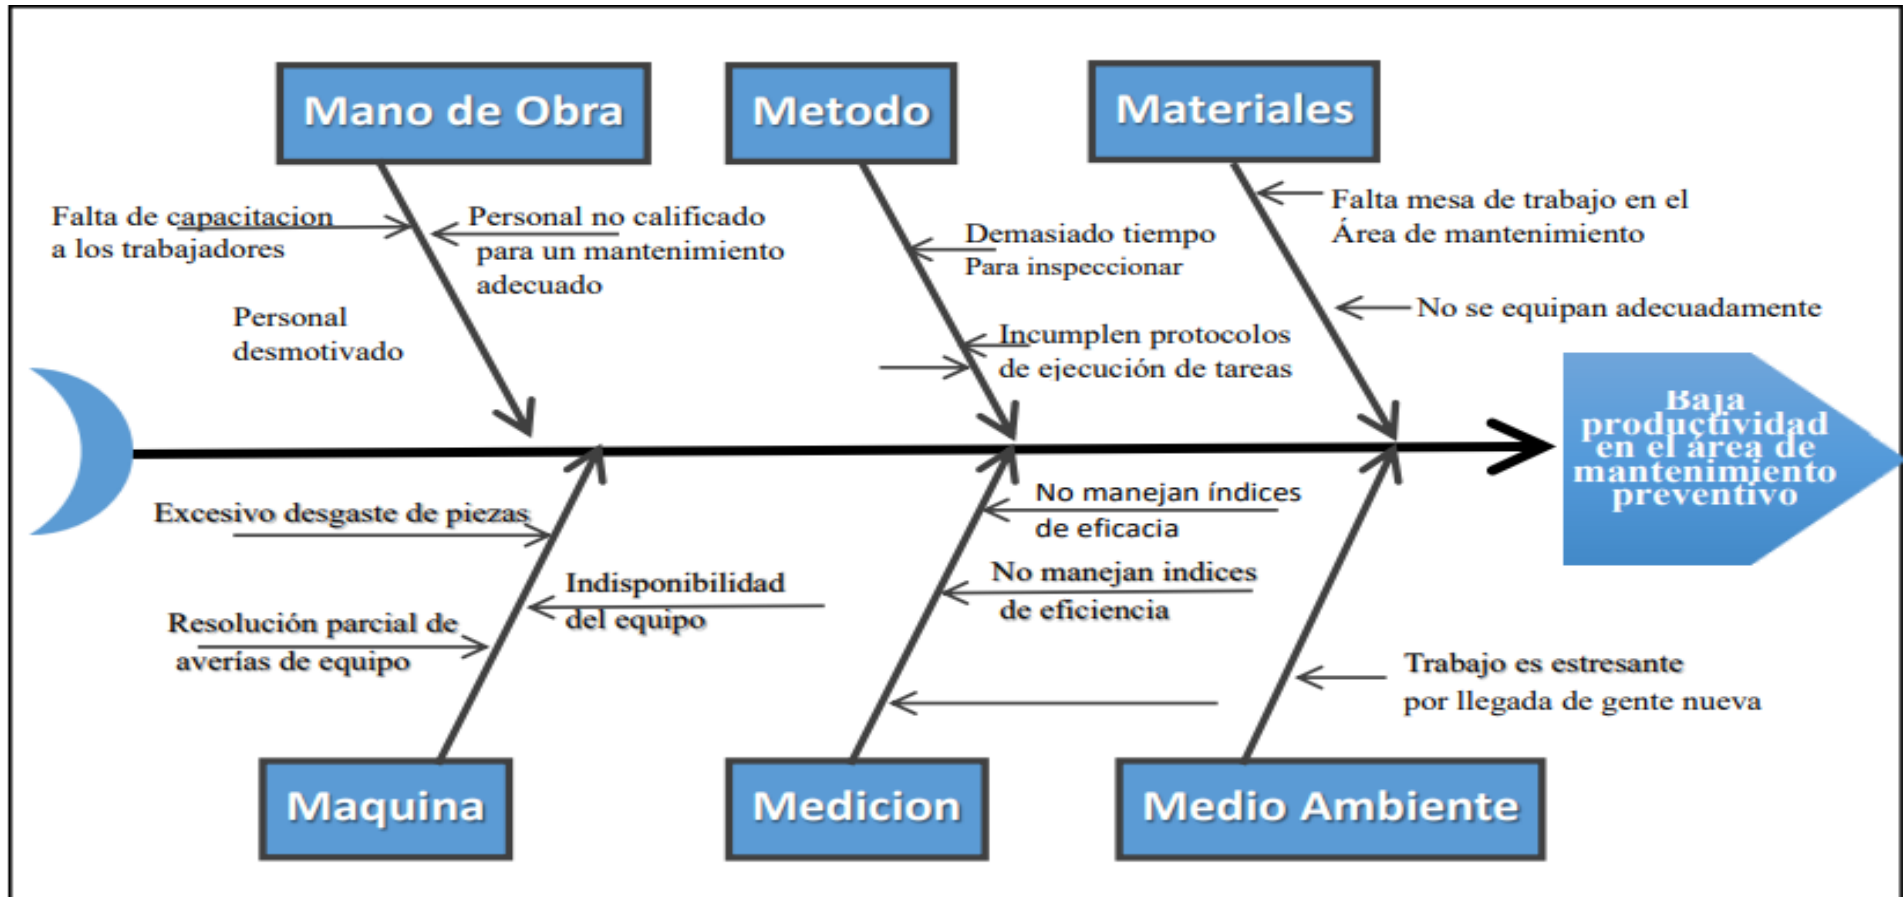 Mano de Obra
Metodo
Materiales
Falta de capacitacion
a los trabajadores
Personal no calificado
para un mantenimiento
adecuado
Personal
desmotivado
Demasiado tiempo
Para inspeccionar
Incumplen protocolos
de ejecución de tareas
Falta mesa de trabajo en el
Área de mantenimiento
No se equipan adecuadamente
Baja
productividad
en el área de
mantenimiento
preventivo
Excesivo desgaste de piezas
Resolución parcial de
averías de equipo
Indisponibilidad
del equipo
No manejan índices
de eficacia
No manejan indices
de eficiencia
Trabajo es estresante
por llegada de gente nueva
Maquina
Medicion
Medio Ambiente